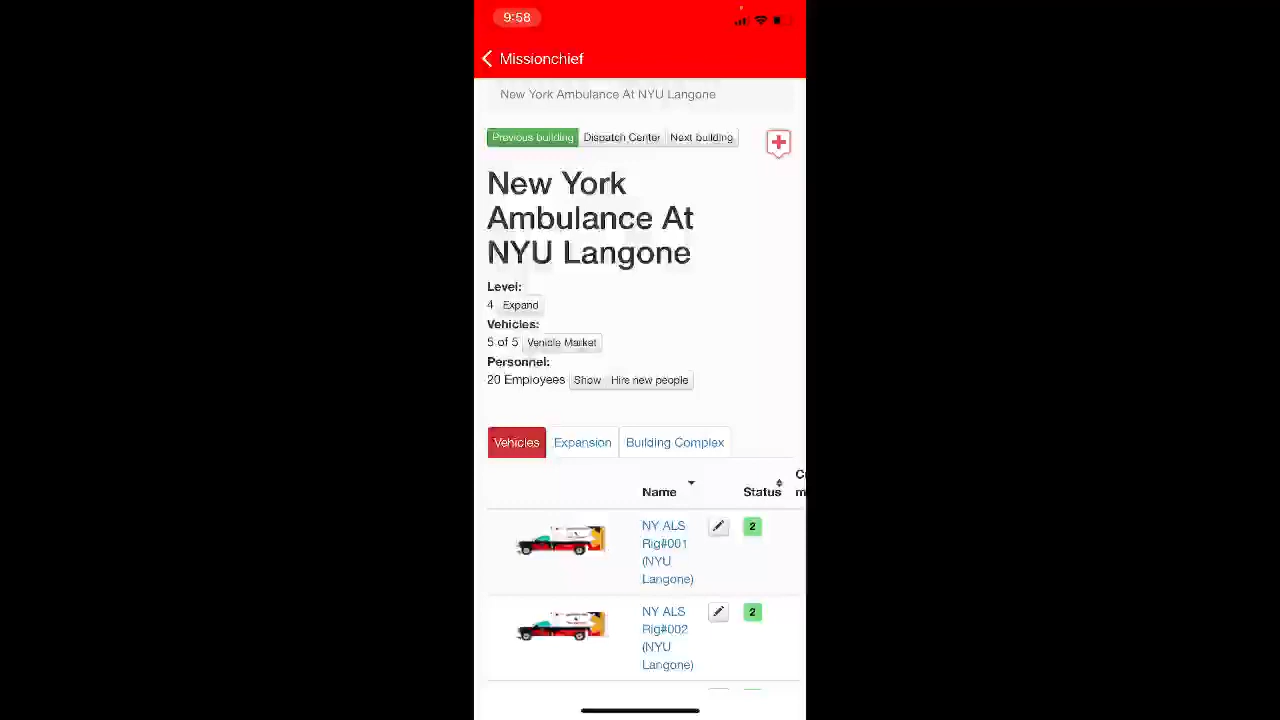 9:58
Missionchief
New York Ambulance At NYU Langone
Previous building Dispatch Center Next building
New York
Ambulance At
NYU Langone
Level:
4 Expand
Vehicles:
5 of 5 Vehicle Market
Personnel:
20 Employees Show Hire new people
Vehicles Expansion Building Complex
Name Status
NY ALS
Rig#001
(NYU
Langone)
2
NY ALS
Rig#002
(NYU
Langone)
2